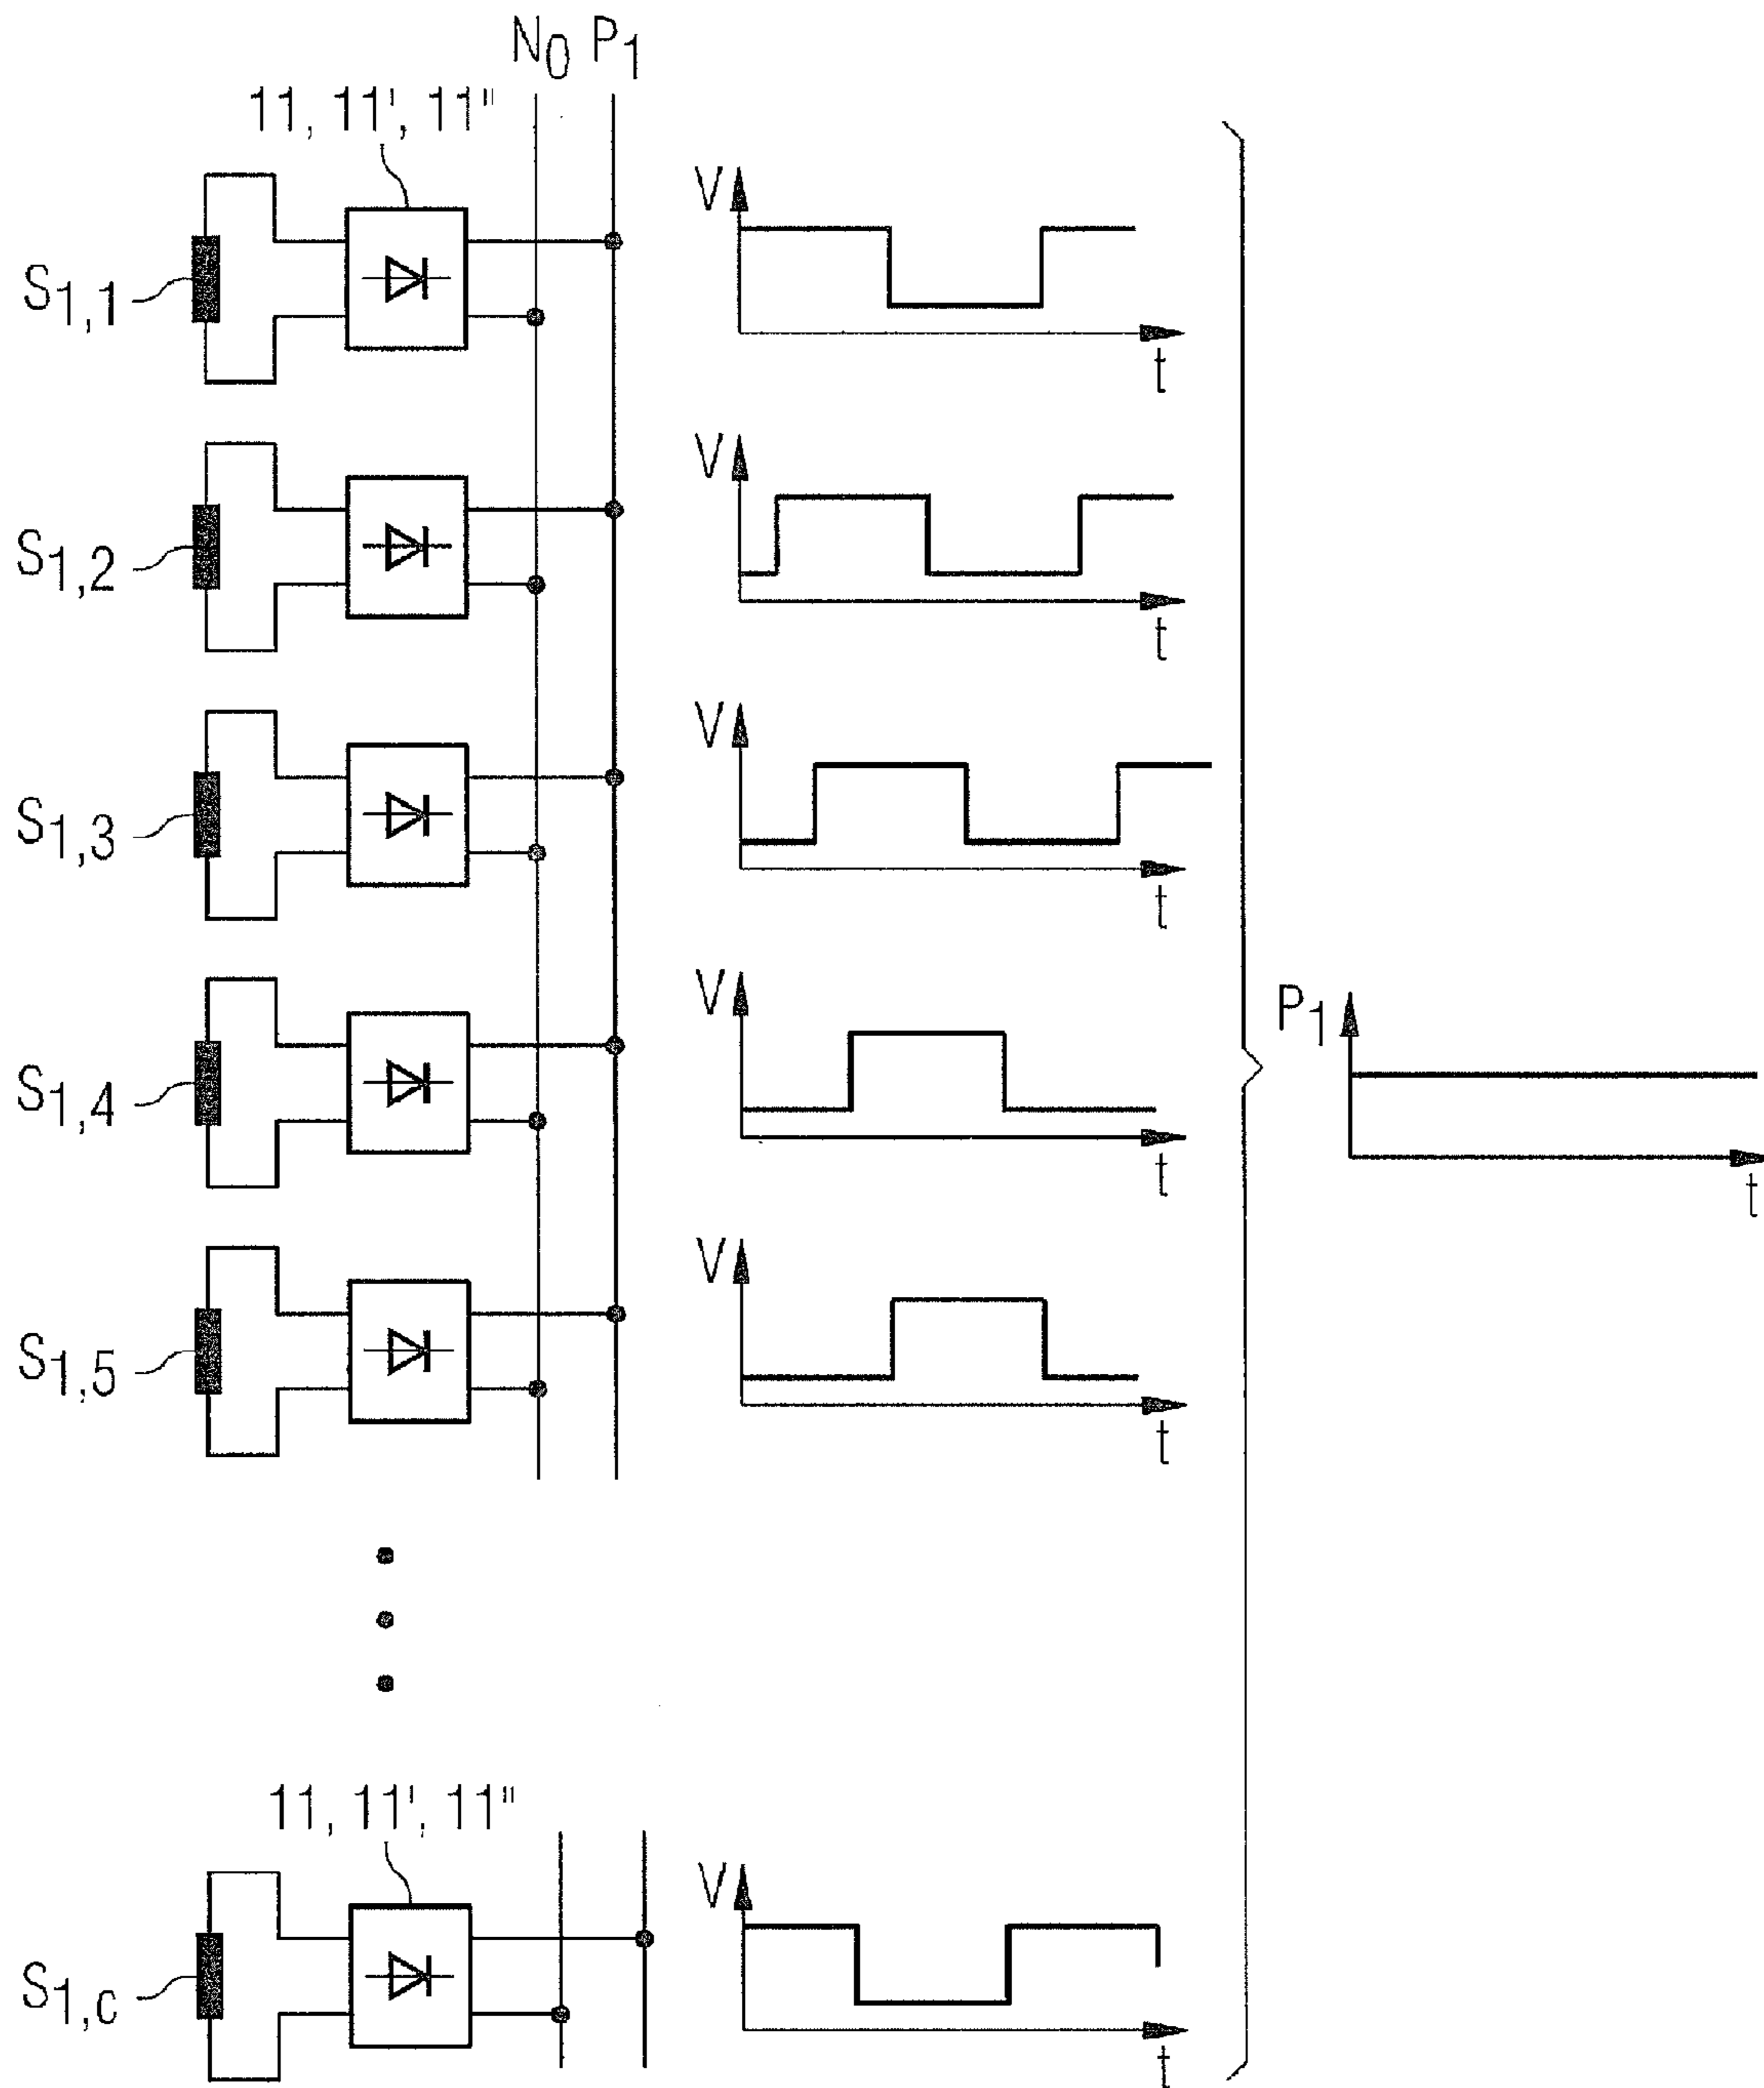 N0 P1
11, 11', 11"
S1,1
V
t
S1,2
V
t
S1,3
V
t
S1,4
V
t
P1
t
S1,5
V
t
11, 11', 11"
S1,c
V
t